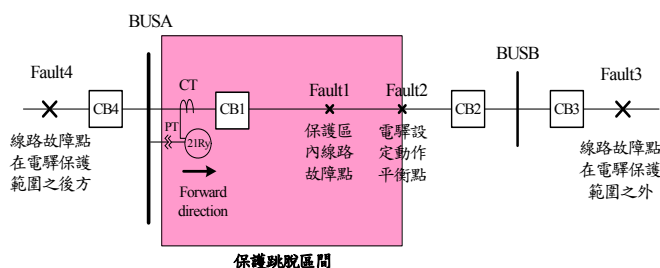 BUSA
BUSB
Fault4
CT
Fault1
Fault2
Fault3
CB4
CB1
CB2
CB3
PT
21Ry
線路故障點
在電驛保護
範圍之後方
Forward
direction
保護區
內線路
故障點
電驛設
定動作
平衡點
線路故障點
在電驛保護
範圍之外
保護跳脫區間